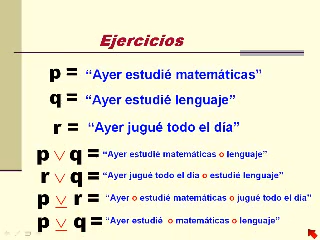 Ejercicios
p = “Ayer estudié matemáticas”
q = “Ayer estudié lenguaje”
r = “Ayer jugué todo el día”
p ∨ q = “Ayer estudié matemáticas o lenguaje”
r ∨ q = “Ayer jugué todo el día o estudié lenguaje”
p ⊻ r = “Ayer o estudié matemáticas o jugué todo el día”
p ⊻ q = “Ayer estudié o matemáticas o lenguaje”